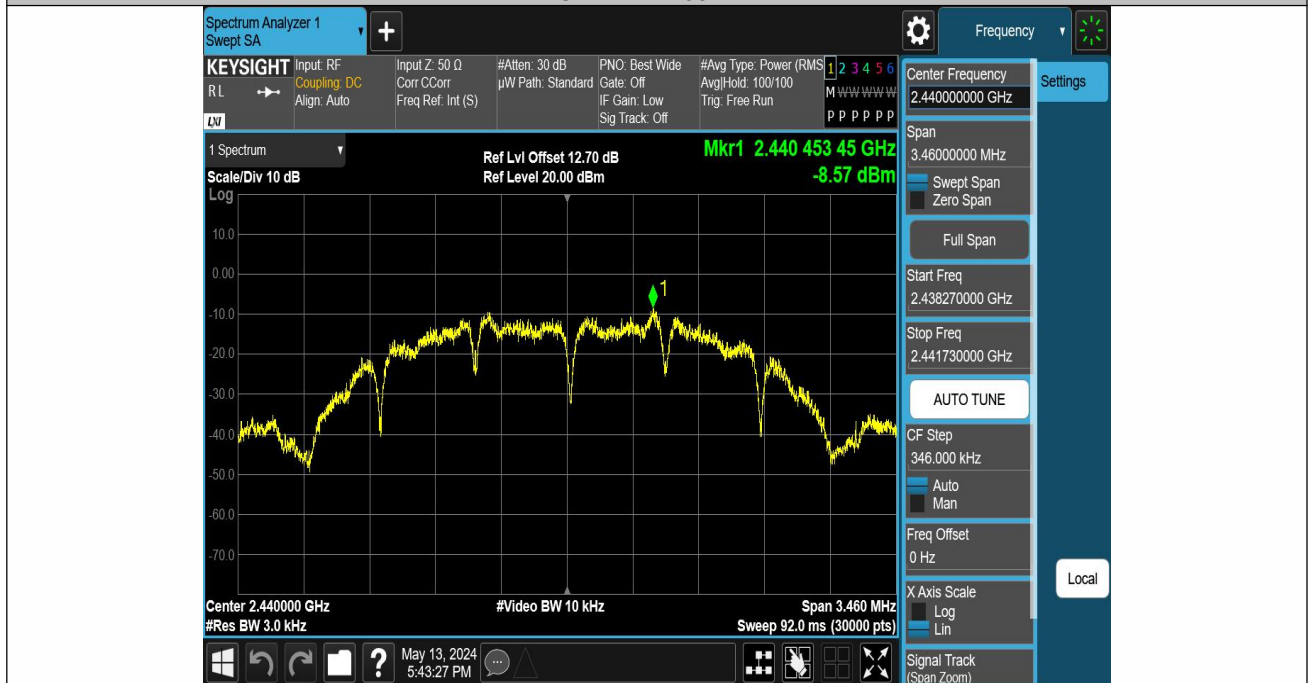 Spectrum Analyzer 1
Swept SA
+
Frequency
KEYSIGHT
RL
LXI
Input: RF
Coupling: DC
Align: Auto
Input Z: 50 Ω
Corr CCorr
Freq Ref: Int (S)
#Atten: 30 dB
µW Path: Standard
PNO: Best Wide
Gate: Off
IF Gain: Low
Sig Track: Off
#Avg Type: Power (RMS
Avg|Hold: 100/100
Trig: Free Run
1 2 3 4 5 6
M W W W W W
P P P P P P
1 Spectrum
Scale/Div 10 dB
Log
Ref Lvl Offset 12.70 dB
Ref Level 20.00 dBm
Mkr1 2.440 453 45 GHz
-8.57 dBm
10.0
0.00
-10.0
-20.0
-30.0
-40.0
-50.0
-60.0
-70.0
1
Center 2.440000 GHz
#Res BW 3.0 kHz
#Video BW 10 kHz
Span 3.460 MHz
Sweep 92.0 ms (30000 pts)
Center Frequency
2.440000000 GHz
Settings
Span
3.46000000 MHz
Swept Span
Zero Span
Full Span
Start Freq
2.438270000 GHz
Stop Freq
2.441730000 GHz
AUTO TUNE
CF Step
346.000 kHz
Auto
Man
Freq Offset
0 Hz
X Axis Scale
Log
Lin
Local
Signal Track
(Span Zoom)
?
May 13, 2024
5:43:27 PM